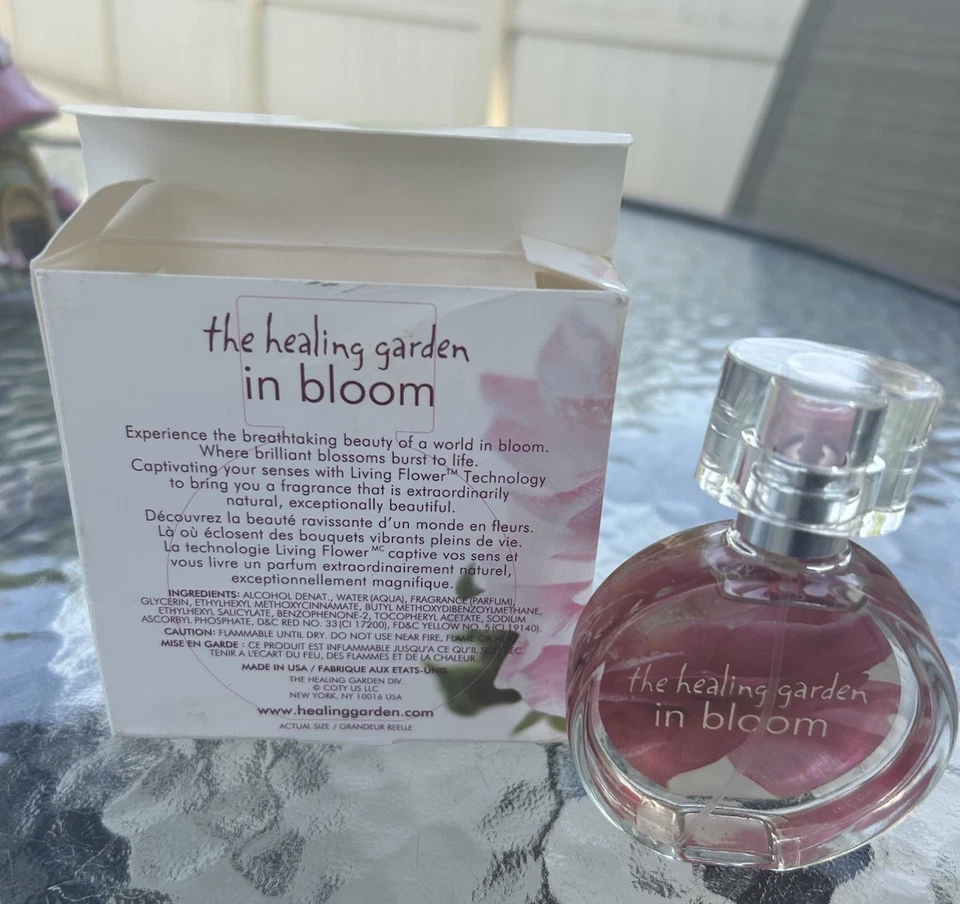 the healing garden
in bloom
Experience the breathtaking beauty of a world in bloom.
Where brilliant blossoms burst to life.
Captivating your senses with Living Flower™ Technology
to bring you a fragrance that is extraordinarily
natural, exceptionally beautiful.
Découvrez la beauté ravissante d'un monde en fleurs.
Là où éclosent des bouquets vibrants pleins de vie.
La technologie Living Flower MC captive vos sens et
vous livre un parfum extraordinairement naturel,
exceptionnellement magnifique.
INGREDIENTS: ALCOHOL DENAT., WATER (AQUA), FRAGRANCE (PARFUM),
GLYCERIN, ETHYLHEXYL METHOXYCINNAMATE, BUTYL METHOXYDIBENZOYLMETHANE,
ETHYLHEXYL SALICYLATE, BENZOPHENONE-2, TOCOPHERYL ACETATE, SODIUM
ASCORBYL PHOSPHATE, D&C RED NO. 33 (CI 17200), FD&C YELLOW NO. 5 (CI 19140).
CAUTION: FLAMMABLE UNTIL DRY. DO NOT USE NEAR FIRE, FLAME OR HEAT.
MISE EN GARDE : CE PRODUIT EST INFLAMMABLE JUSQU'A CE QU'IL SOIT SEC.
TENIR A L'ECART DU FEU, DES FLAMMES ET DE LA CHALEUR.
MADE IN USA / FABRIQUE AUX ETATS-UNIS
THE HEALING GARDEN DIV.
© COTY US LLC
NEW YORK, NY 10016 USA
www.healinggarden.com
ACTUAL SIZE / GRANDEUR REELLE
the healing garden
in bloom